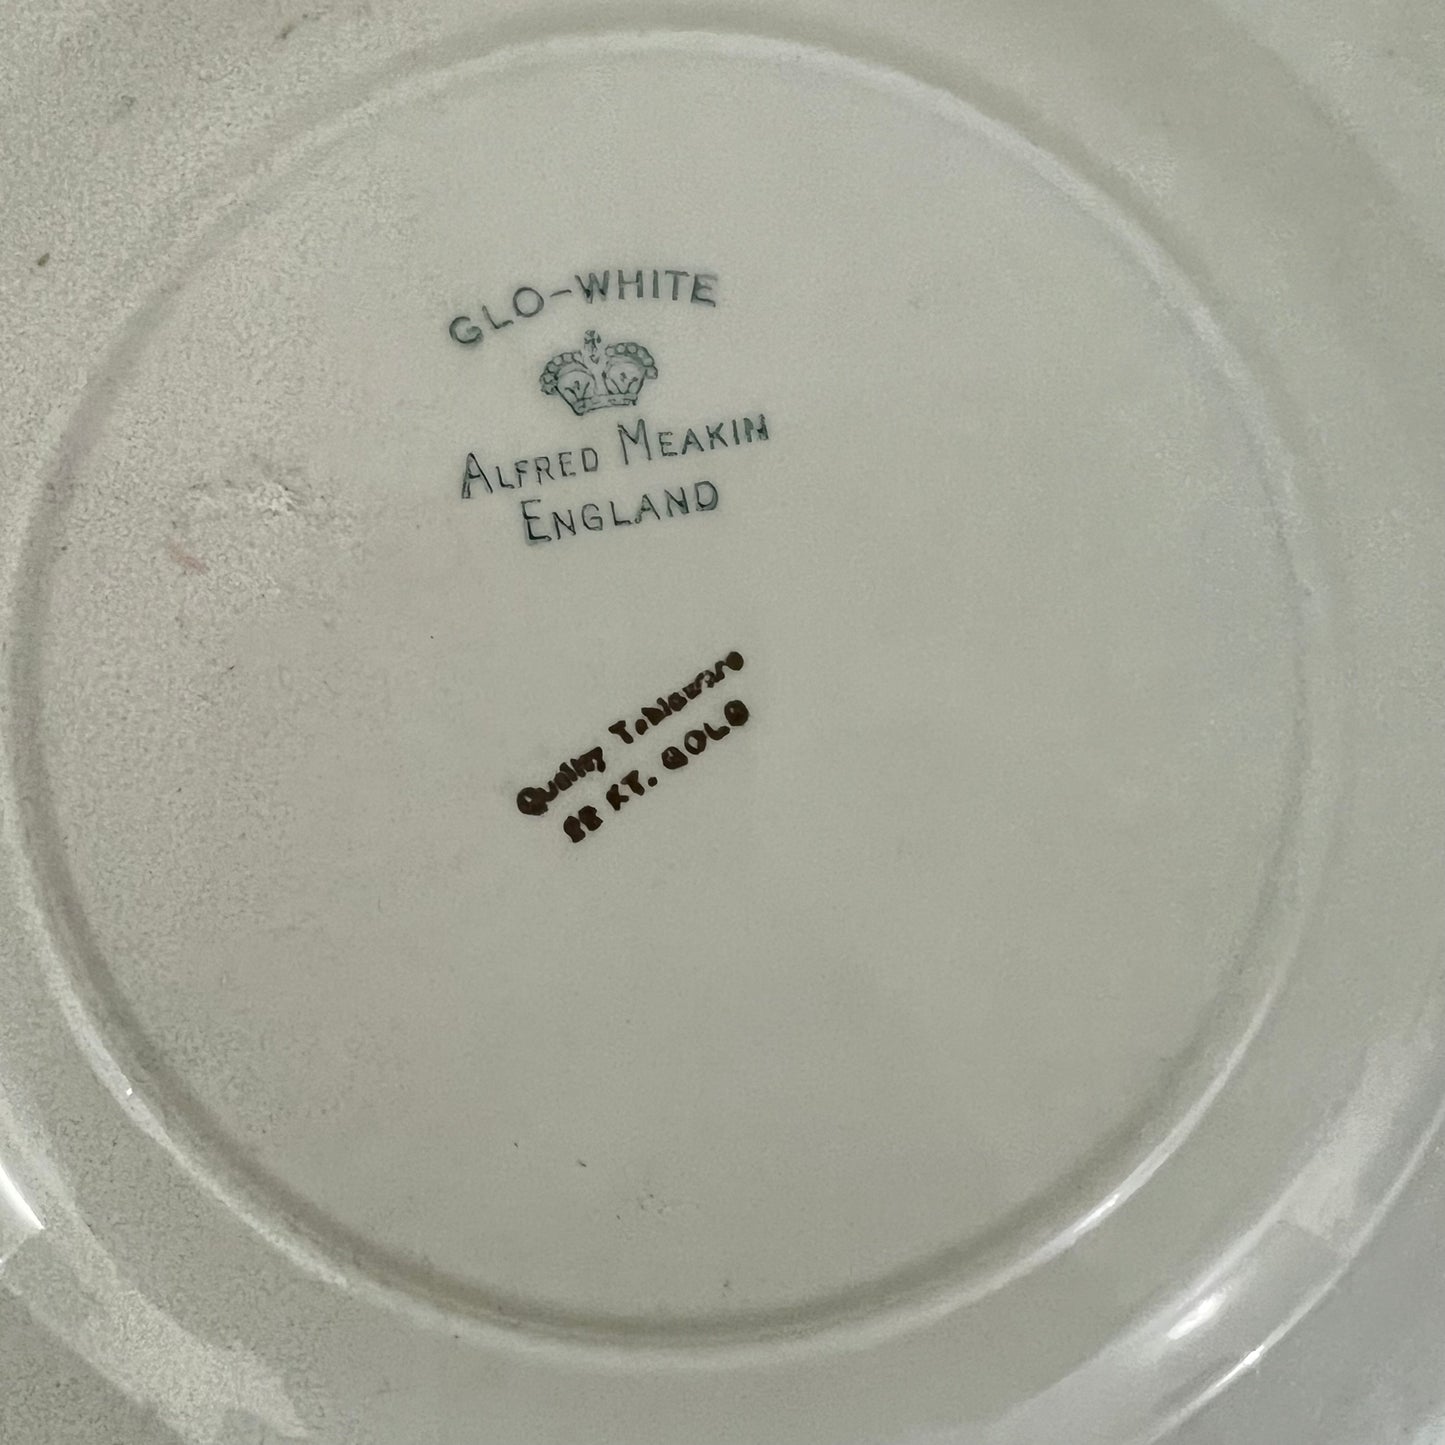 GLO-WHITE
ALFRED MEAKIN
ENGLAND
Quality Tableware
22 KT. GOLD